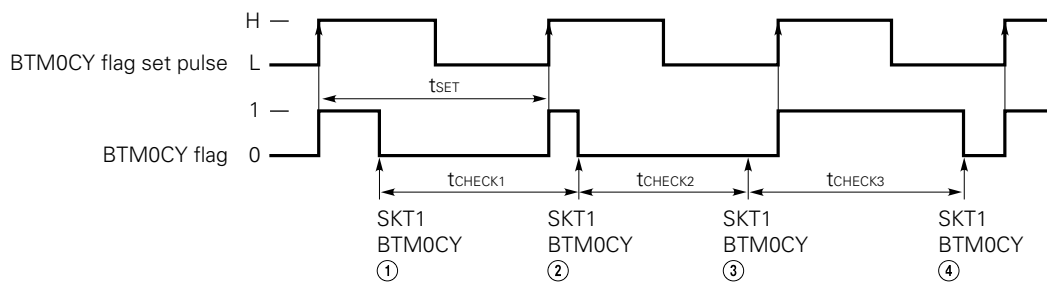 H
BTM0CY flag set pulse L
tSET
1
BTM0CY flag 0
tCHECK1 tCHECK2 tCHECK3
SKT1 SKT1 SKT1 SKT1
BTM0CY BTM0CY BTM0CY BTM0CY
① ② ③ ④